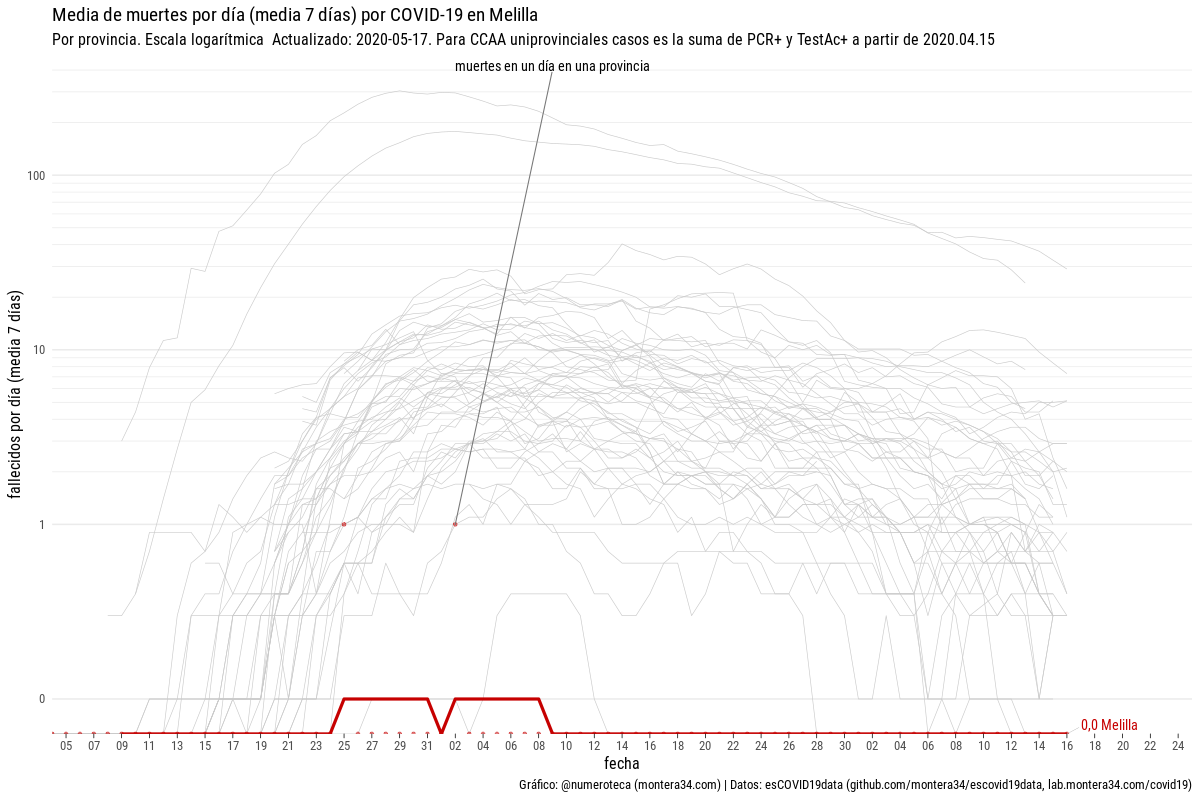 Media de muertes por día (media 7 días) por COVID-19 en Melilla
Por provincia. Escala logarítmica  Actualizado: 2020-05-17. Para CCAA uniprovinciales casos es la suma de PCR+ y TestAc+ a partir de 2020.04.15
muertes en un día en una provincia
fallecidos por día (media  7 días)
100
10
1
0
0,0 Melilla
05 07 09 11 13 15 17 19 21 23 25 27 29 31 02 04 06 08 10 12 14 16 18 20 22 24 26 28 30 02 04 06 08 10 12 14 16 18 20 22 24
fecha
Gráfico: @numeroteca (montera34.com) | Datos: esCOVID19data (github.com/montera34/escovid19data, lab.montera34.com/covid19)